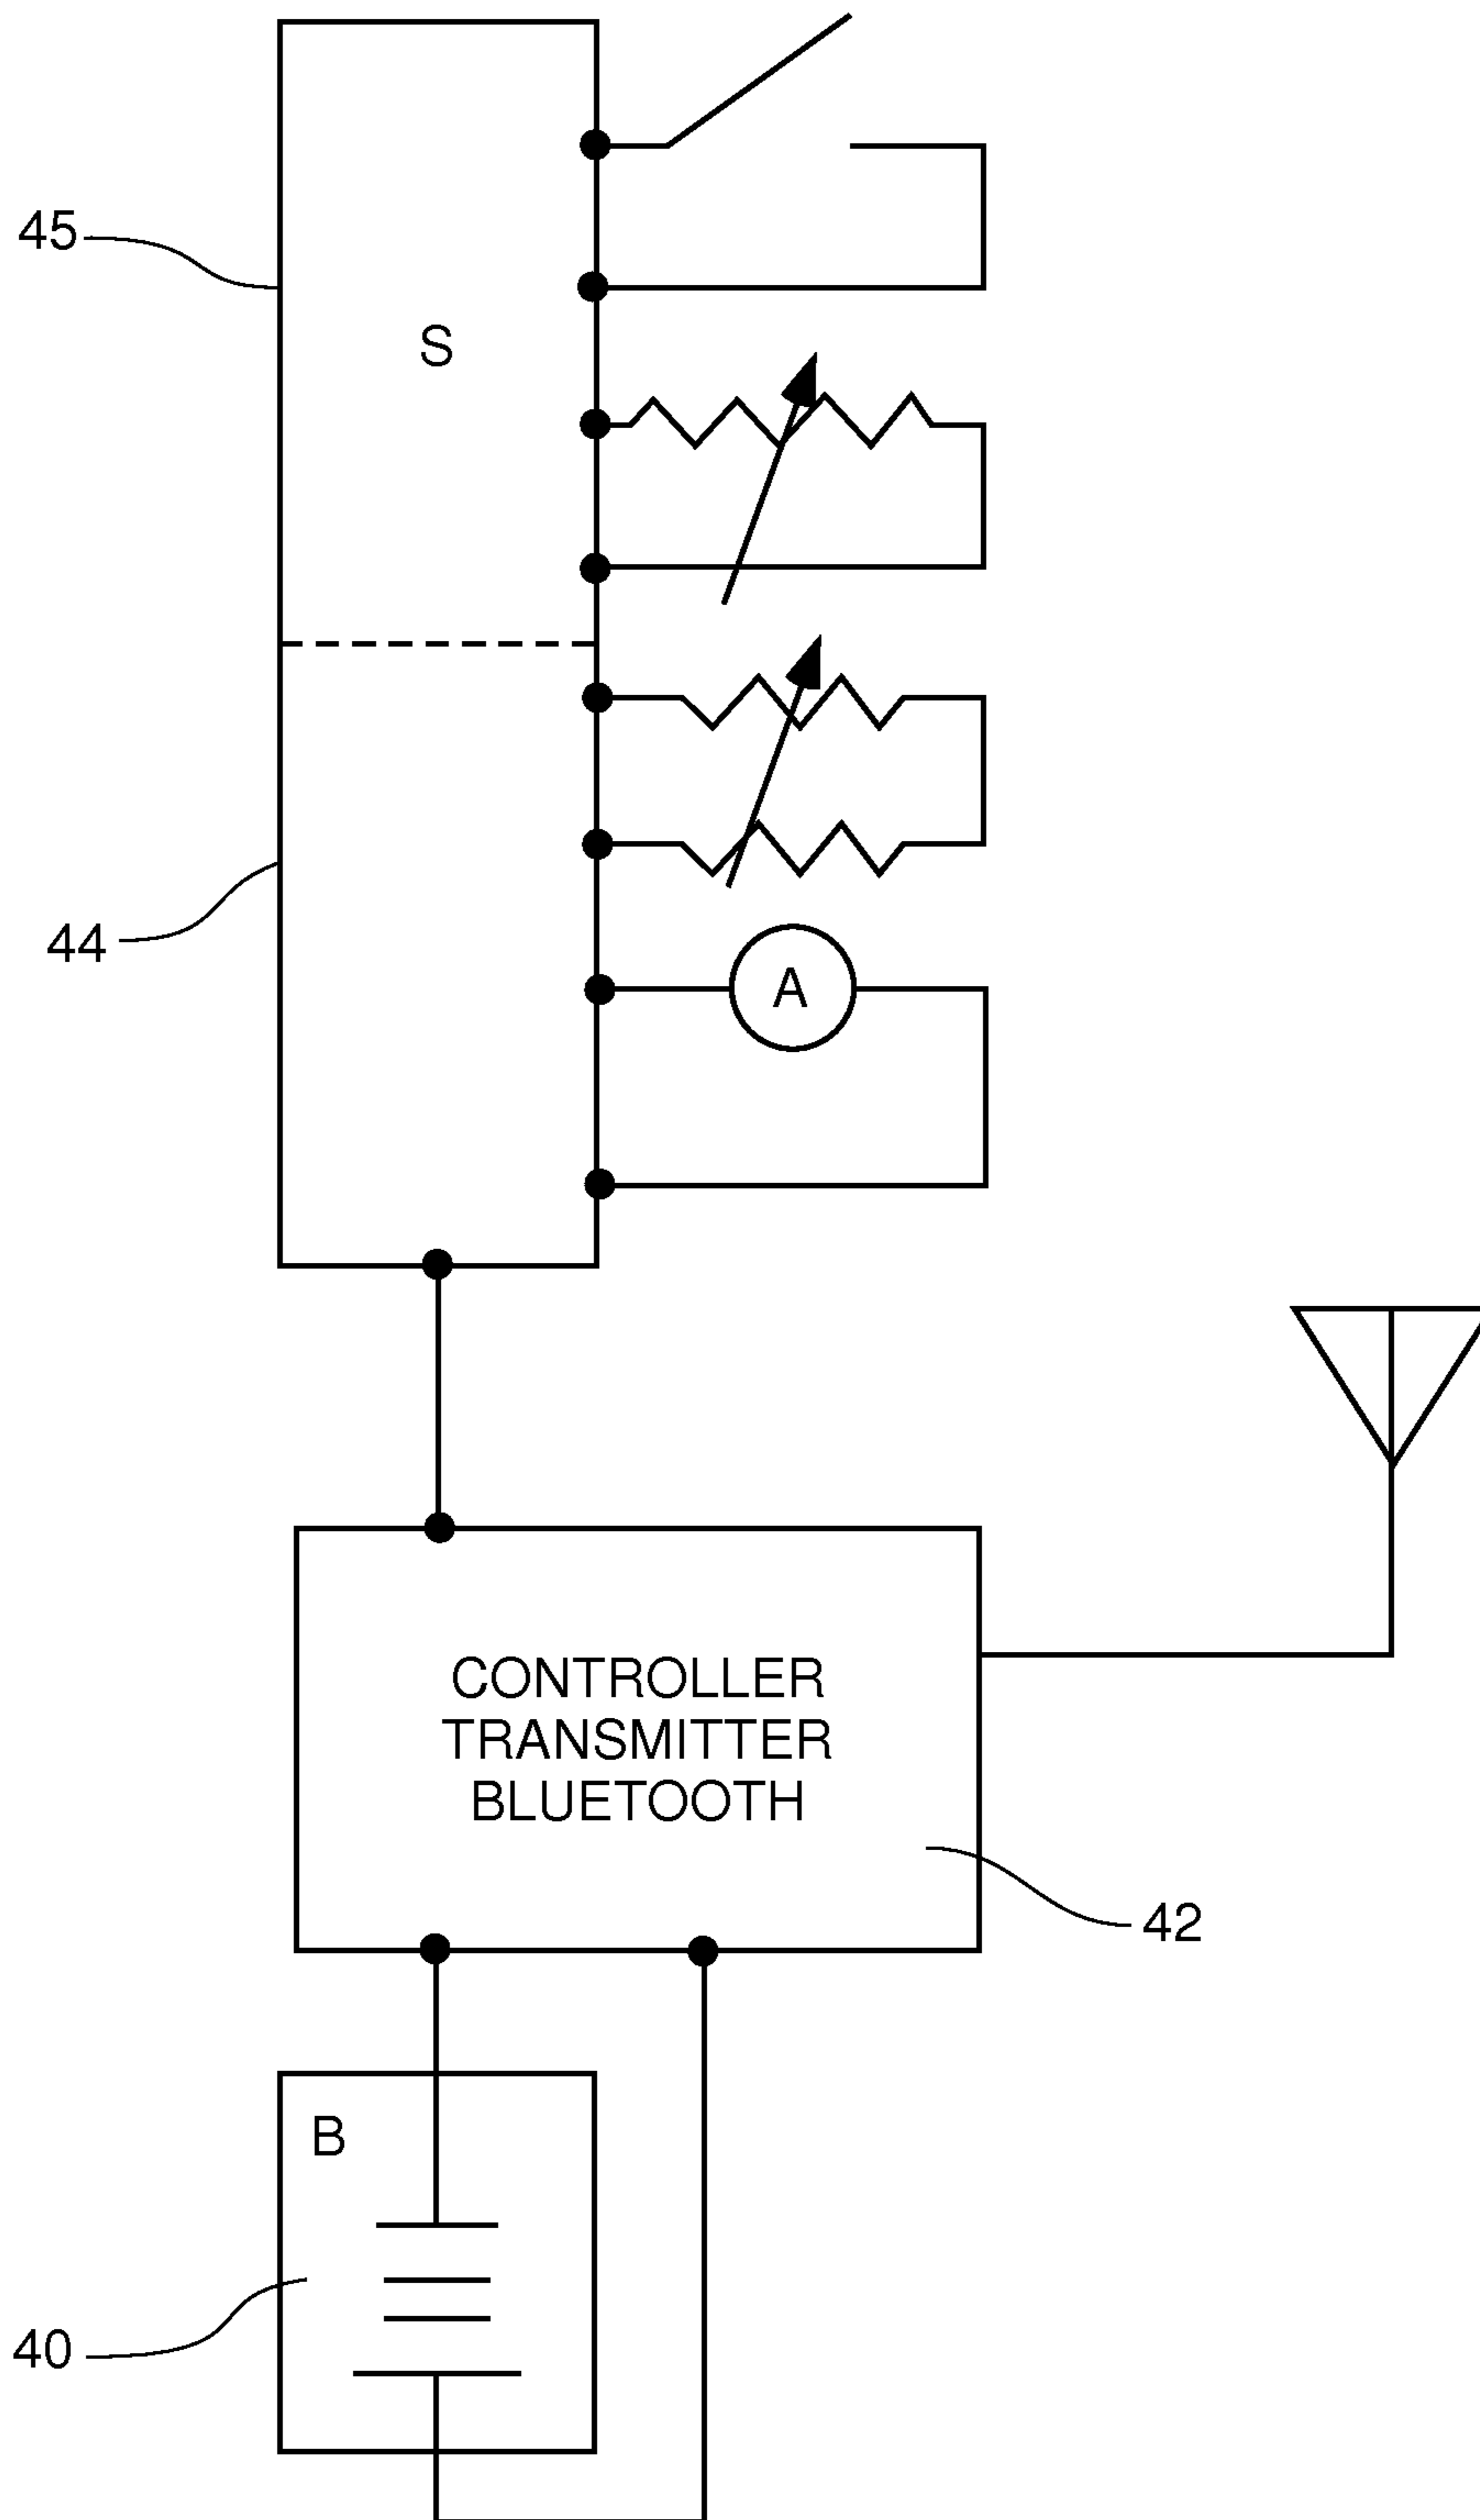 45
S
44
A
CONTROLLER
TRANSMITTER
BLUETOOTH
42
B
40